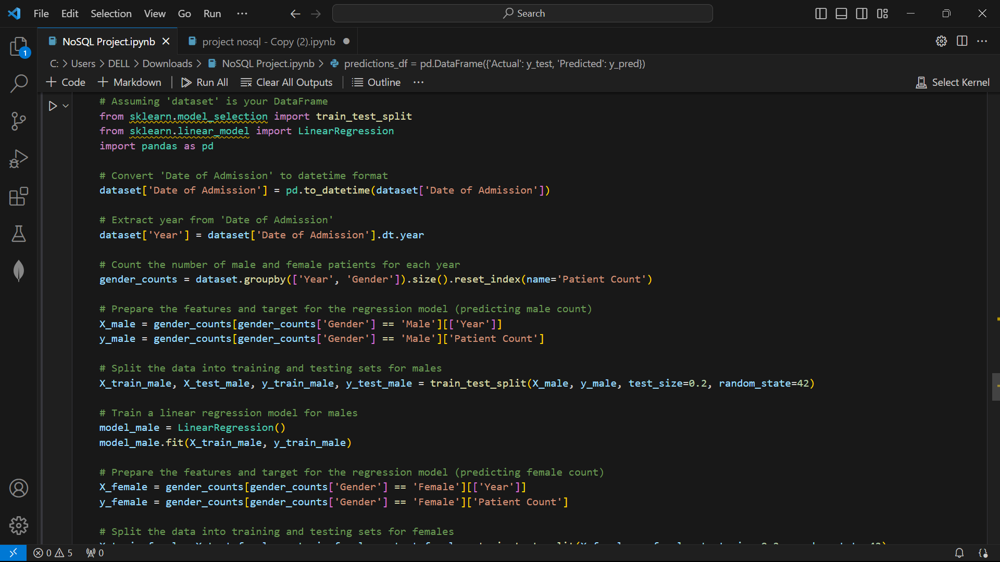 File Edit Selection View Go Run ··· Search
NoSQL Project.ipynb project nosql - Copy (2).ipynb
C: > Users > DELL > Downloads > NoSQL Project.ipynb > predictions_df = pd.DataFrame({'Actual': y_test, 'Predicted': y_pred})
+ Code + Markdown Run All Clear All Outputs Outline ··· Select Kernel
1
# Assuming 'dataset' is your DataFrame
from sklearn.model_selection import train_test_split
from sklearn.linear_model import LinearRegression
import pandas as pd
# Convert 'Date of Admission' to datetime format
dataset['Date of Admission'] = pd.to_datetime(dataset['Date of Admission'])
# Extract year from 'Date of Admission'
dataset['Year'] = dataset['Date of Admission'].dt.year
# Count the number of male and female patients for each year
gender_counts = dataset.groupby(['Year', 'Gender']).size().reset_index(name='Patient Count')
# Prepare the features and target for the regression model (predicting male count)
X_male = gender_counts[gender_counts['Gender'] == 'Male'][['Year']]
y_male = gender_counts[gender_counts['Gender'] == 'Male']['Patient Count']
# Split the data into training and testing sets for males
X_train_male, X_test_male, y_train_male, y_test_male = train_test_split(X_male, y_male, test_size=0.2, random_state=42)
# Train a linear regression model for males
model_male = LinearRegression()
model_male.fit(X_train_male, y_train_male)
# Prepare the features and target for the regression model (predicting female count)
X_female = gender_counts[gender_counts['Gender'] == 'Female'][['Year']]
y_female = gender_counts[gender_counts['Gender'] == 'Female']['Patient Count']
# Split the data into training and testing sets for females
0 5 0